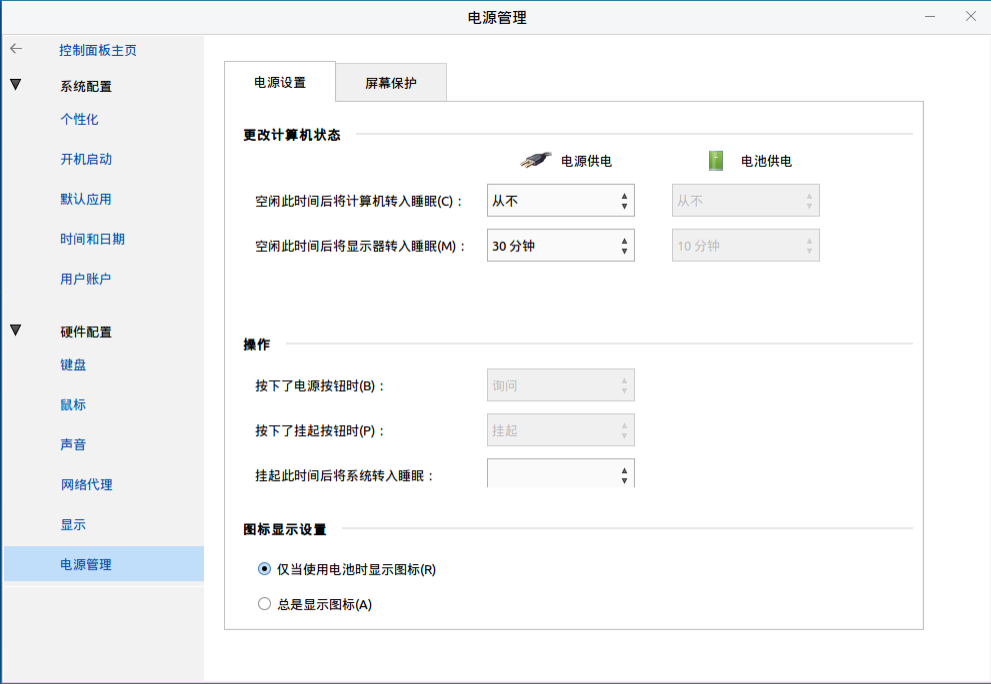 电源管理
控制面板主页
系统配置
个性化
开机启动
默认应用
时间和日期
用户账户
硬件配置
键盘
鼠标
声音
网络代理
显示
电源管理
电源设置 屏幕保护
更改计算机状态
电源供电 电池供电
空闲此时间后将计算机转入睡眠(C)： 从不 从不
空闲此时间后将显示器转入睡眠(M)： 30 分钟 10 分钟
操作
按下了电源按钮时(B)： 询问
按下了挂起按钮时(P)： 挂起
挂起此时间后将系统转入睡眠：
图标显示设置
仅当使用电池时显示图标(R)
总是显示图标(A)